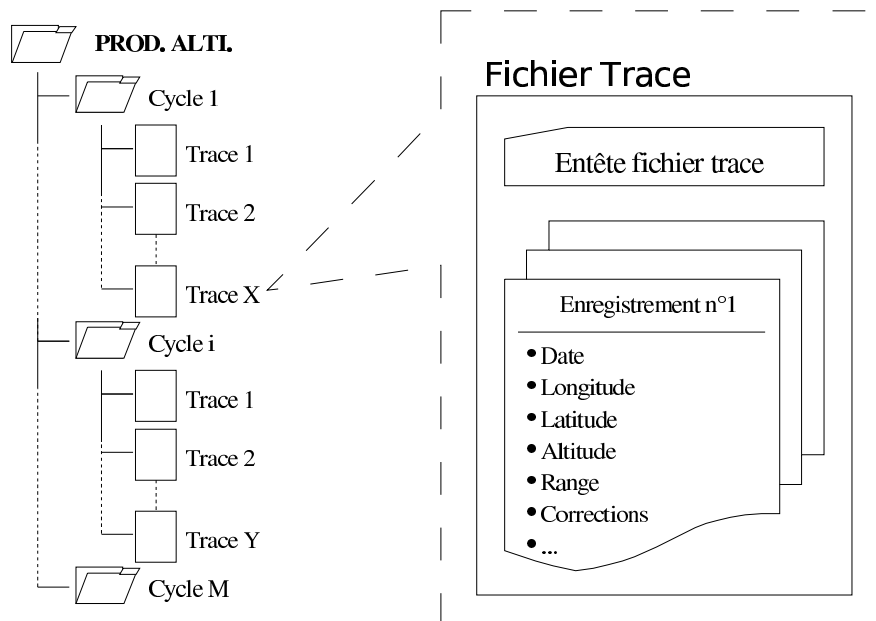 PROD. ALTI.
Cycle 1
Trace 1
Trace 2
Trace X
Cycle i
Trace 1
Trace 2
Trace Y
Cycle M
Fichier Trace
Entête fichier trace
Enregistrement n°1
• Date
• Longitude
• Latitude
• Altitude
• Range
• Corrections
• ...